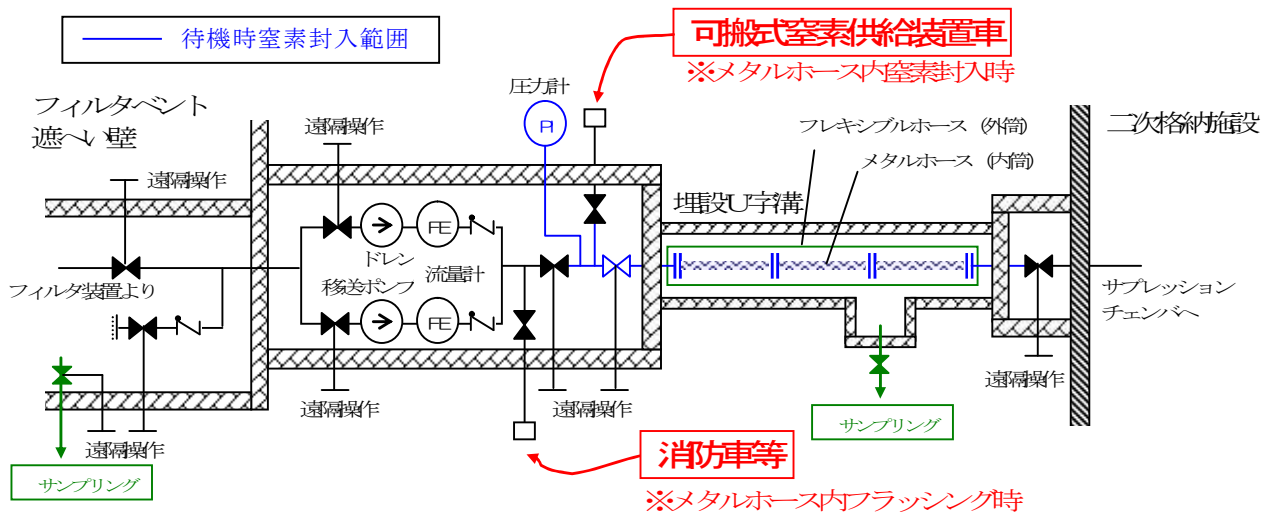 待機時窒素封入範囲
可搬式窒素供給装置車
※メタルホース内窒素封入時
圧力計
PI
フィルタベント
遮へい壁
遠隔操作
遠隔操作
フレキシブルホース (外筒)
メタルホース (内筒)
二次格納施設
埋設U字溝
FE
ドレン
移送ポンプ
流量計
FE
フィルタ装置より
サプレッション
チェンバへ
遠隔操作
遠隔操作
遠隔操作
遠隔操作
サンプリング
サンプリング
消防車等
※メタルホース内フラッシング時